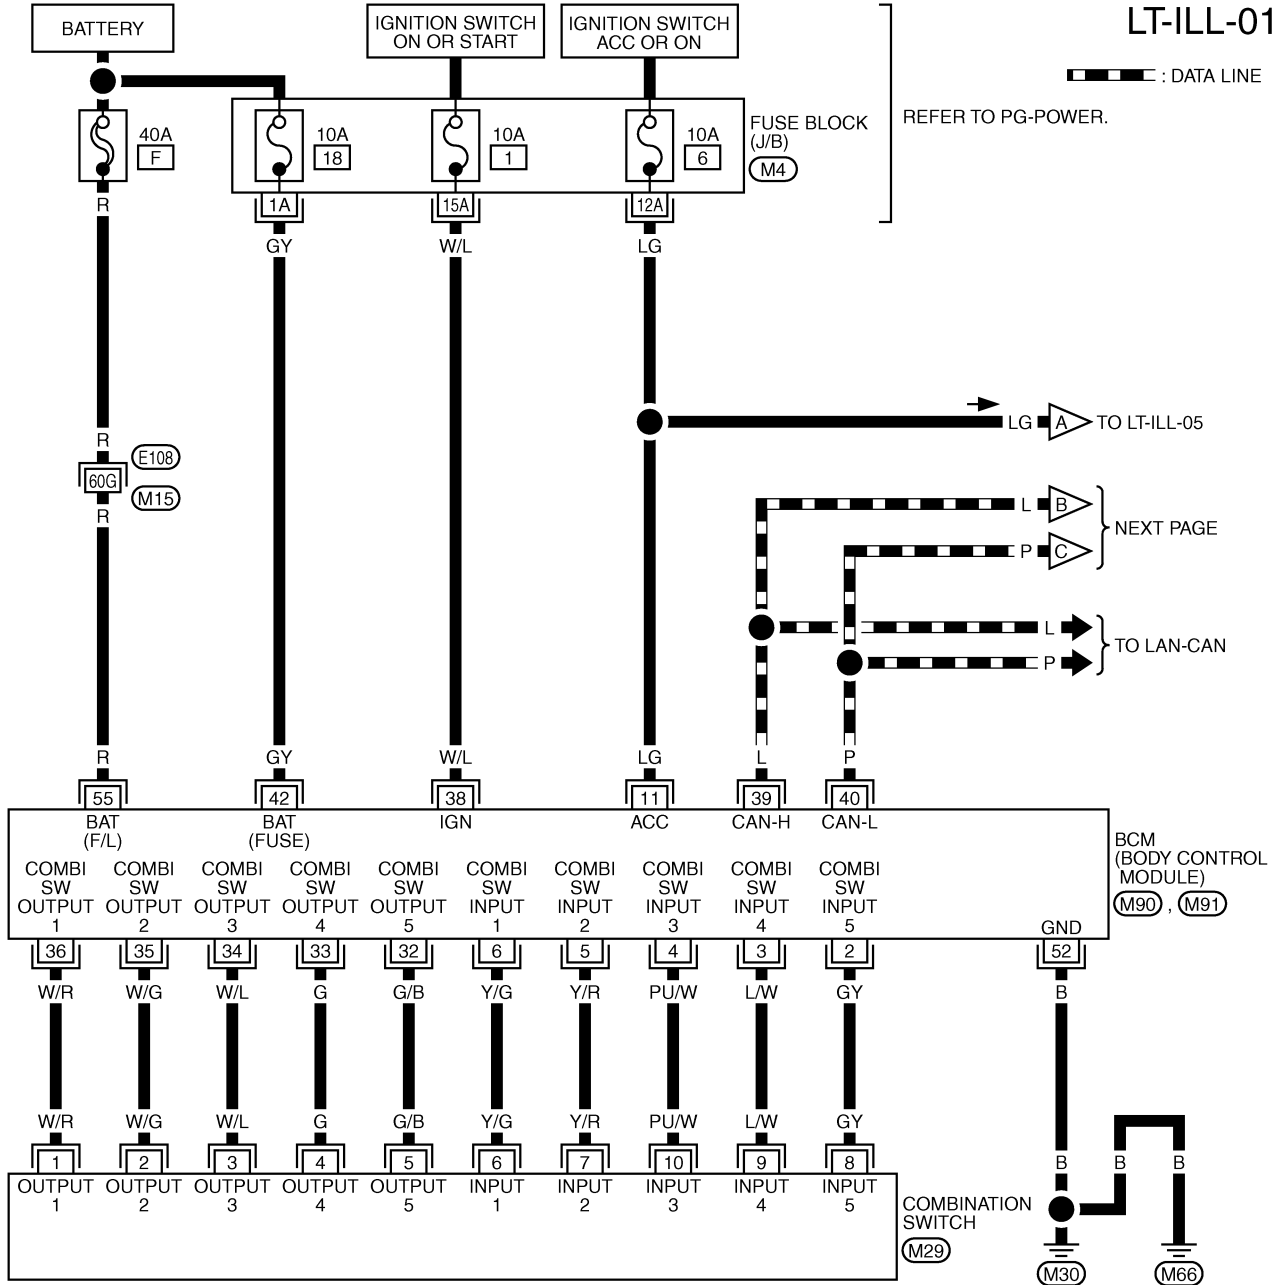 LT-ILL-01
BATTERY
IGNITION SWITCH
ON OR START
IGNITION SWITCH
ACC OR ON
: DATA LINE
REFER TO PG-POWER.
40A
F
10A
18
10A
1
10A
6
FUSE BLOCK
(J/B)
M4
1A
15A
12A
R
GY
W/L
LG
LG
A
TO LT-ILL-05
R
E108
60G
M15
R
L
B
P
C
NEXT PAGE
L
P
TO LAN-CAN
R
GY
W/L
LG
L
P
55
42
38
11
39
40
BAT
(F/L)
BAT
(FUSE)
IGN
ACC
CAN-H
CAN-L
BCM
(BODY CONTROL
MODULE)
M90 , M91
COMBI
SW
OUTPUT
1
COMBI
SW
OUTPUT
2
COMBI
SW
OUTPUT
3
COMBI
SW
OUTPUT
4
COMBI
SW
OUTPUT
5
COMBI
SW
INPUT
1
COMBI
SW
INPUT
2
COMBI
SW
INPUT
3
COMBI
SW
INPUT
4
COMBI
SW
INPUT
5
GND
36
35
34
33
32
6
5
4
3
2
52
W/R
W/G
W/L
G
G/B
Y/G
Y/R
PU/W
L/W
GY
B
W/R
W/G
W/L
G
G/B
Y/G
Y/R
PU/W
L/W
GY
B
B
B
1
2
3
4
5
6
7
10
9
8
OUTPUT
1
OUTPUT
2
OUTPUT
3
OUTPUT
4
OUTPUT
5
INPUT
1
INPUT
2
INPUT
3
INPUT
4
INPUT
5
COMBINATION
SWITCH
M29
M30
M66